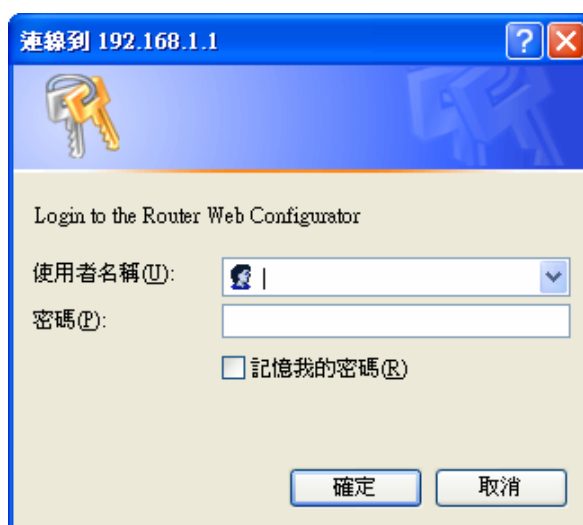 連線到 192.168.1.1
Login to the Router Web Configurator
使用者名稱(U):
密碼(P):
記憶我的密碼(R)
確定 取消